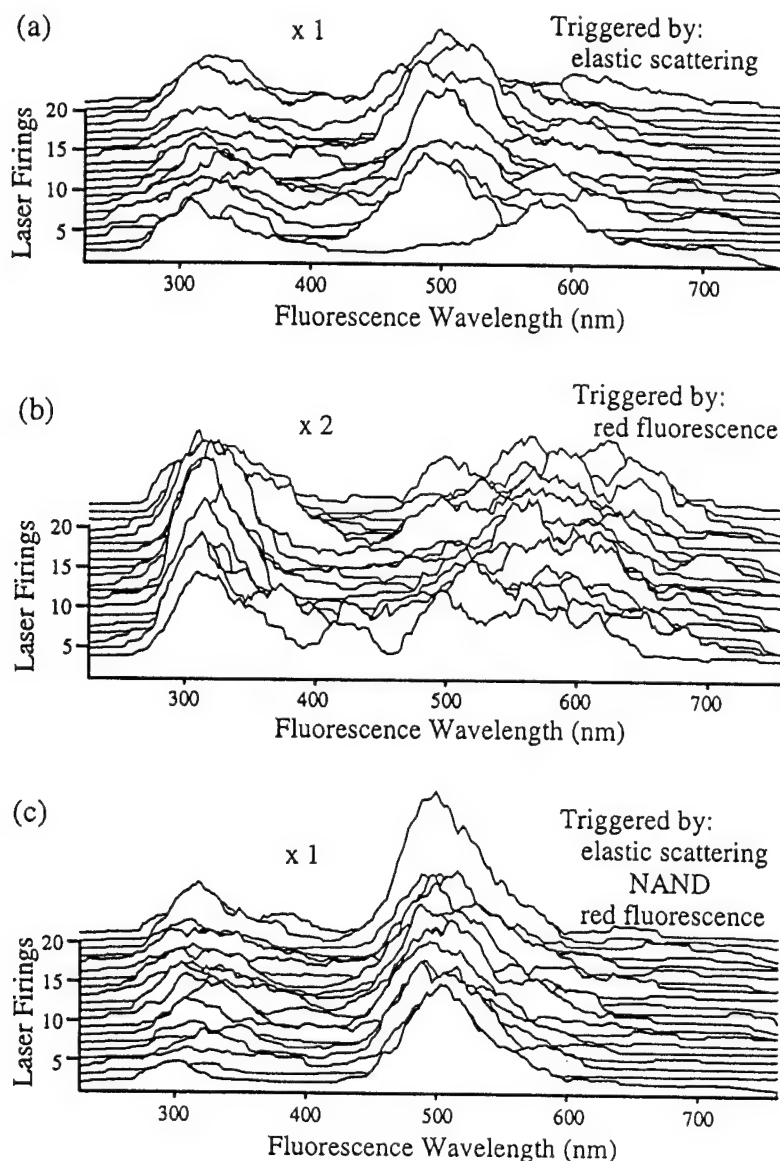 (a)
x 1
Triggered by:
elastic scattering
Laser Firings
20
15
10
5
300 400 500 600 700
Fluorescence Wavelength (nm)
(b)
x 2
Triggered by:
red fluorescence
Laser Firings
20
15
10
5
300 400 500 600 700
Fluorescence Wavelength (nm)
(c)
x 1
Triggered by:
elastic scattering
NAND
red fluorescence
Laser Firings
20
15
10
5
300 400 500 600 700
Fluorescence Wavelength (nm)